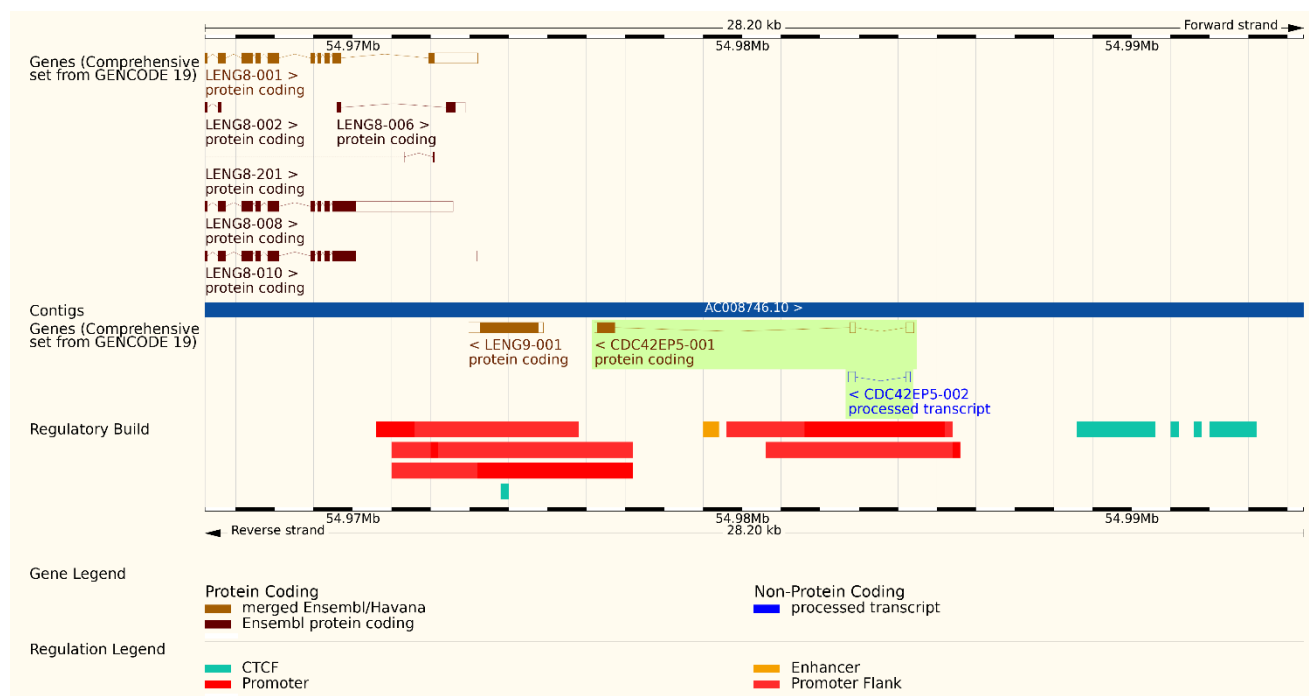 28.20 kb
Forward strand
54.97Mb 54.98Mb 54.99Mb
Genes (Comprehensive
set from GENCODE 19)
LENG8-001 >
protein coding
LENG8-002 > LENG8-006 >
protein coding protein coding
LENG8-201 >
protein coding
LENG8-008 >
protein coding
LENG8-010 >
protein coding
Contigs
AC008746.10 >
Genes (Comprehensive
set from GENCODE 19)
< LENG9-001 < CDC42EP5-001
protein coding protein coding
< CDC42EP5-002
processed transcript
Regulatory Build
54.97Mb 54.98Mb 54.99Mb
Reverse strand 28.20 kb
Gene Legend
Protein Coding
merged Ensembl/Havana
Ensembl protein coding
Non-Protein Coding
processed transcript
Regulation Legend
CTCF
Promoter
Enhancer
Promoter Flank